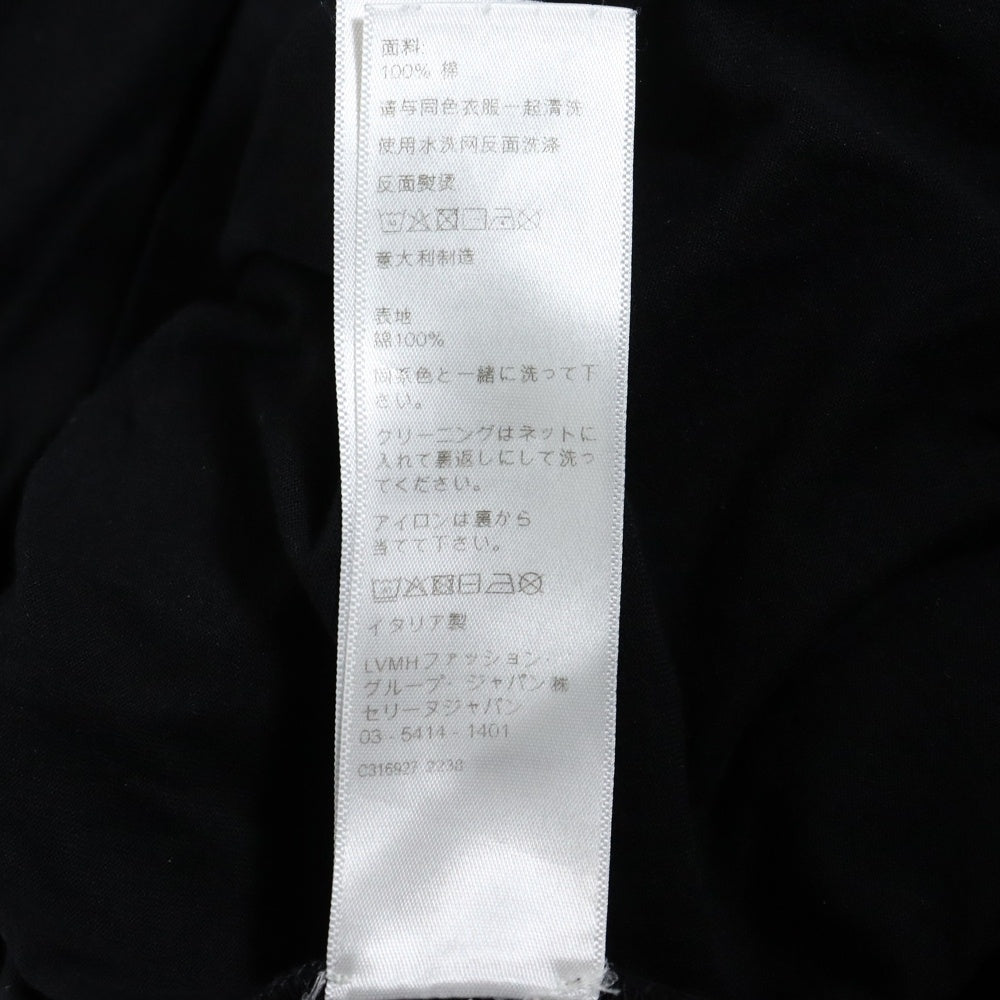 面料:
100% 棉
请与同色衣服一起清洗
使用水洗网反面洗涤
反面熨烫
意大利制造
表地
綿100%
同系色と一緒に洗って下
さい。
クリーニングはネットに
入れて裏返しにして洗っ
てください。
アイロンは裏から
当てて下さい。
イタリア製
LVMHファッション・
グループ・ジャパン㈱
セリーヌジャパン
03 - 5414 - 1401
C316927 2238